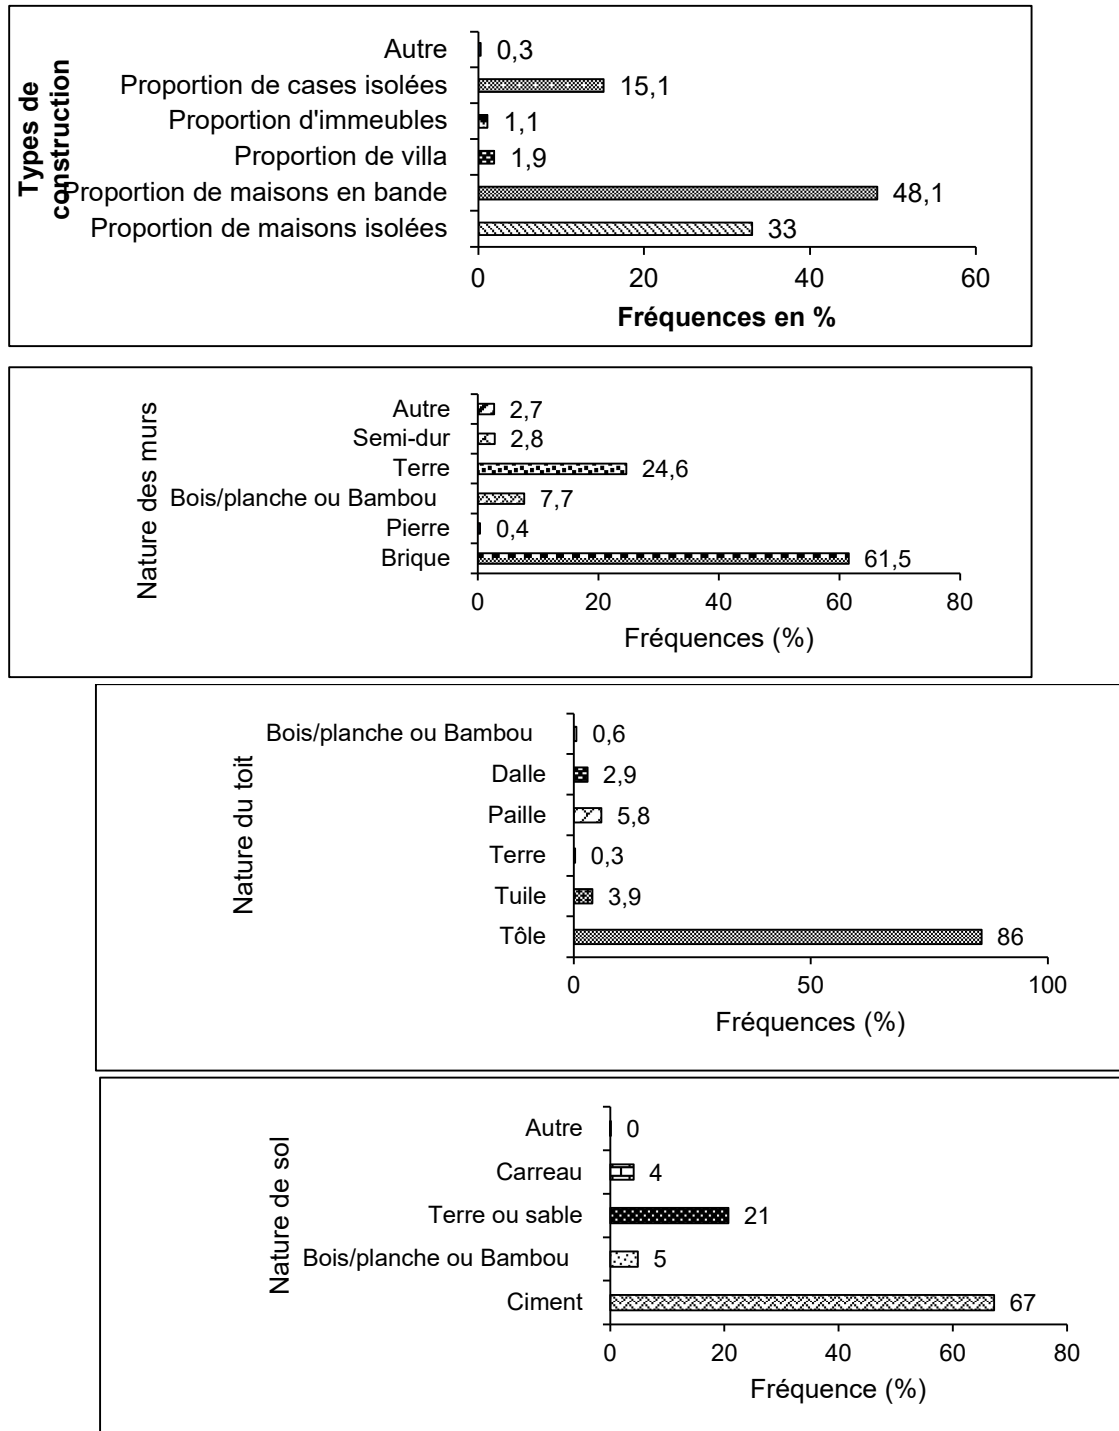 Types de
construction
Autre 0,3
Proportion de cases isolées 15,1
Proportion d'immeubles 1,1
Proportion de villa 1,9
Proportion de maisons en bande 48,1
Proportion de maisons isolées 33
0 20 40 60
Fréquences en %
Nature des murs
Autre 2,7
Semi-dur 2,8
Terre 24,6
Bois/planche ou Bambou 7,7
Pierre 0,4
Brique 61,5
0 20 40 60 80
Fréquences (%)
Nature du toit
Bois/planche ou Bambou 0,6
Dalle 2,9
Paille 5,8
Terre 0,3
Tuile 3,9
Tôle 86
0 50 100
Fréquences (%)
Nature de sol
Autre 0
Carreau 4
Terre ou sable 21
Bois/planche ou Bambou 5
Ciment 67
0 20 40 60 80
Fréquence (%)